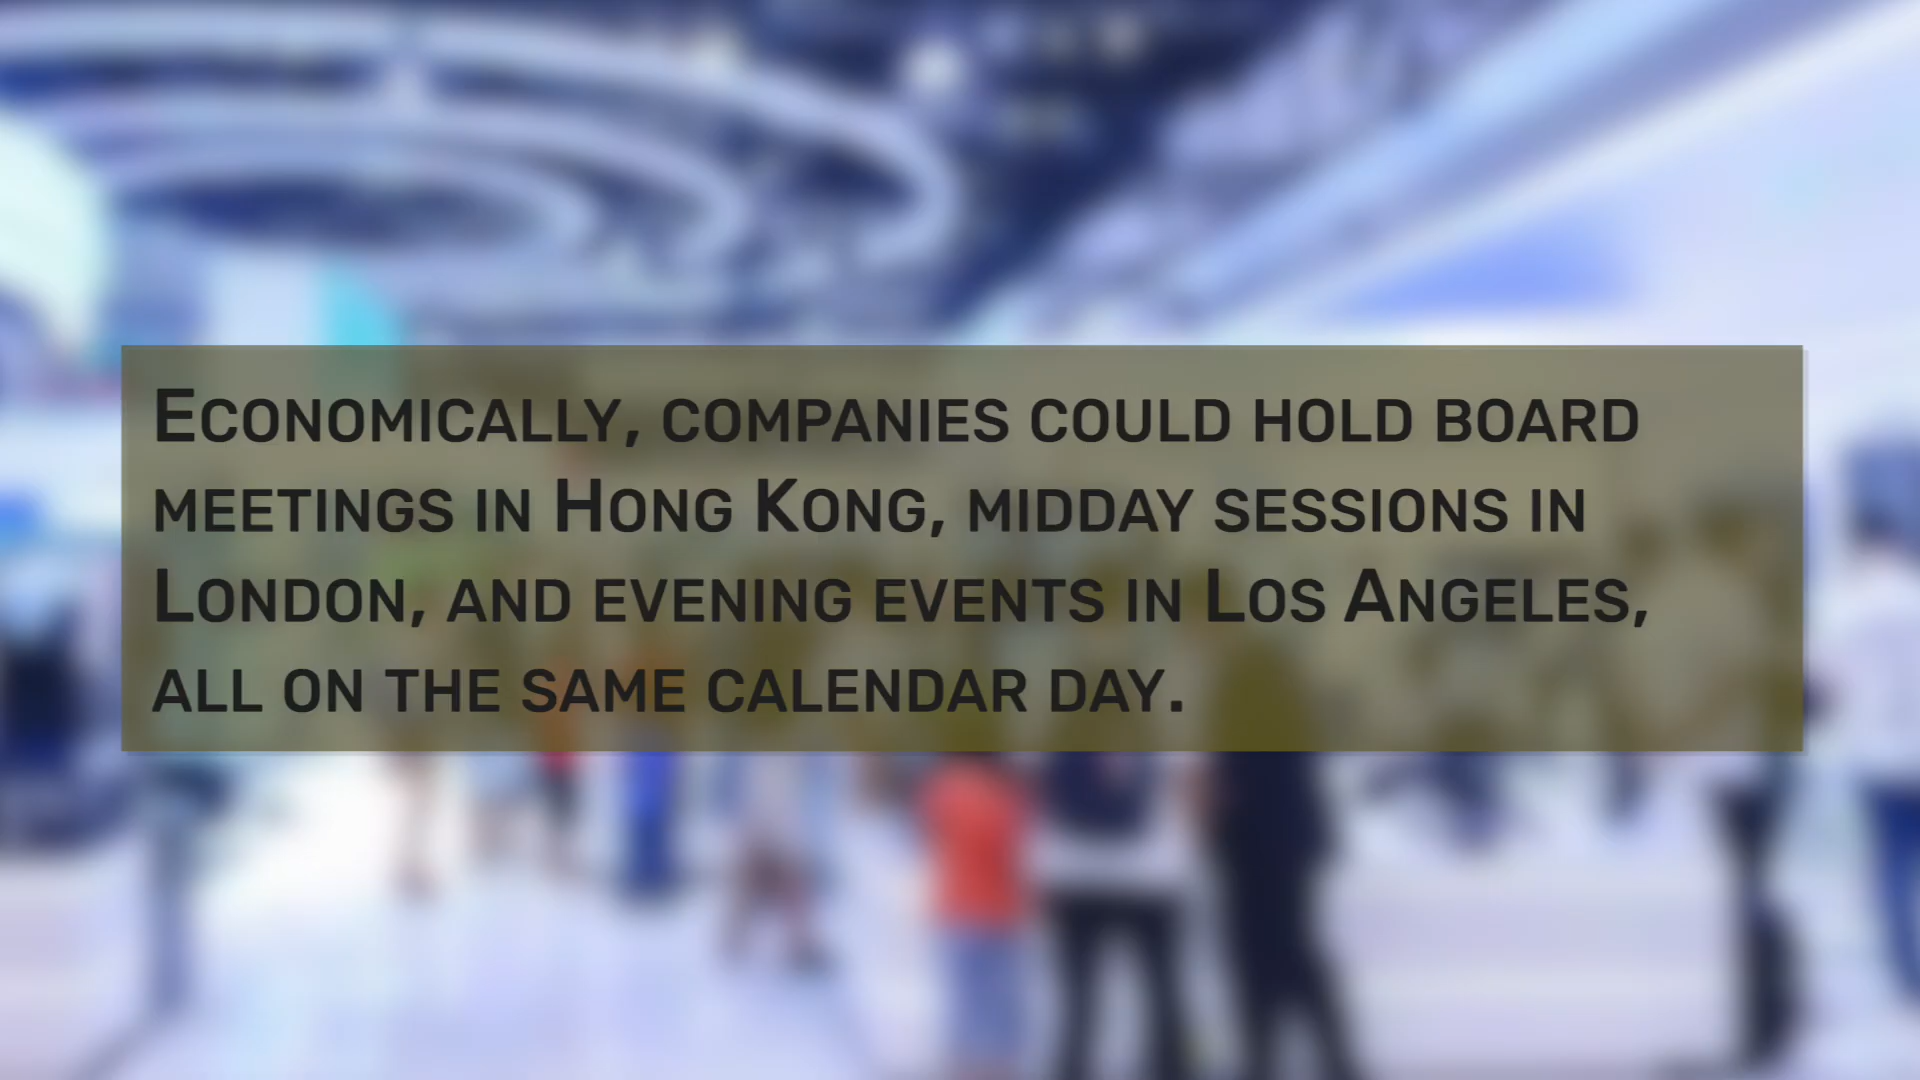 Economically, companies could hold board
meetings in Hong Kong, midday sessions in
London, and evening events in Los Angeles,
all on the same calendar day.